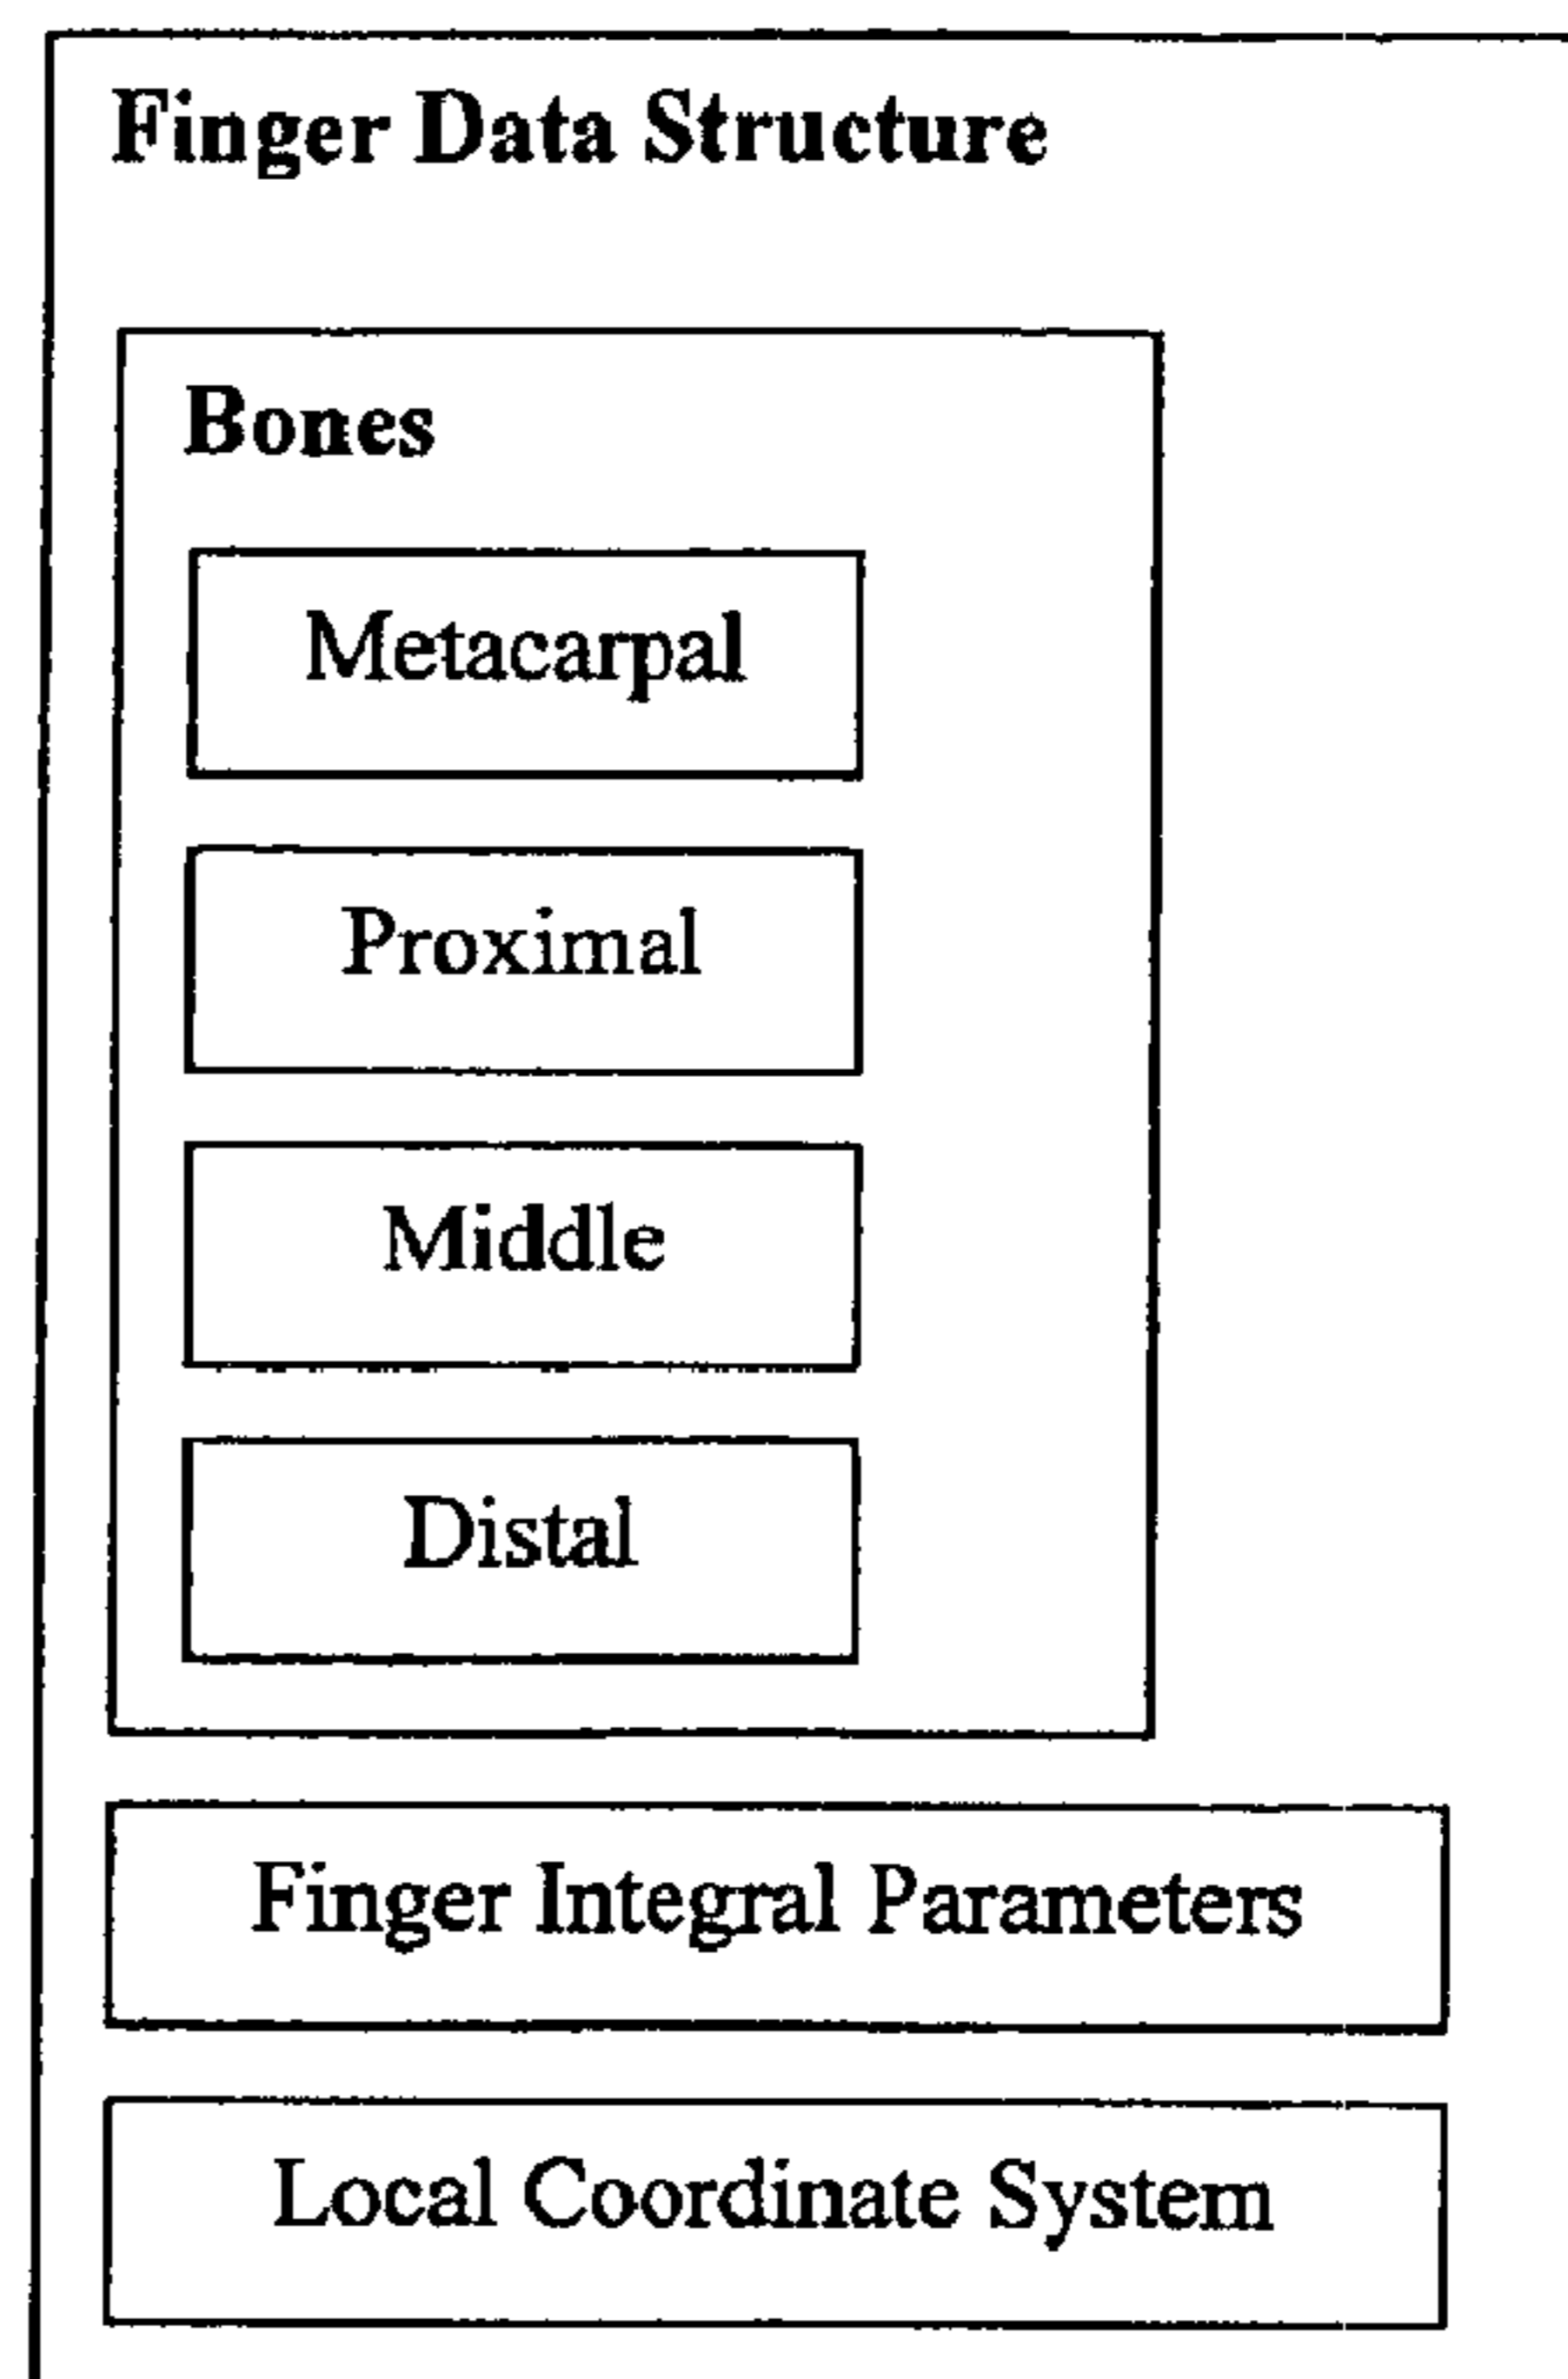 Finger Data Structure
Bones
Metacarpal
Proximal
Middle
Distal
Finger Integral Parameters
Local Coordinate System